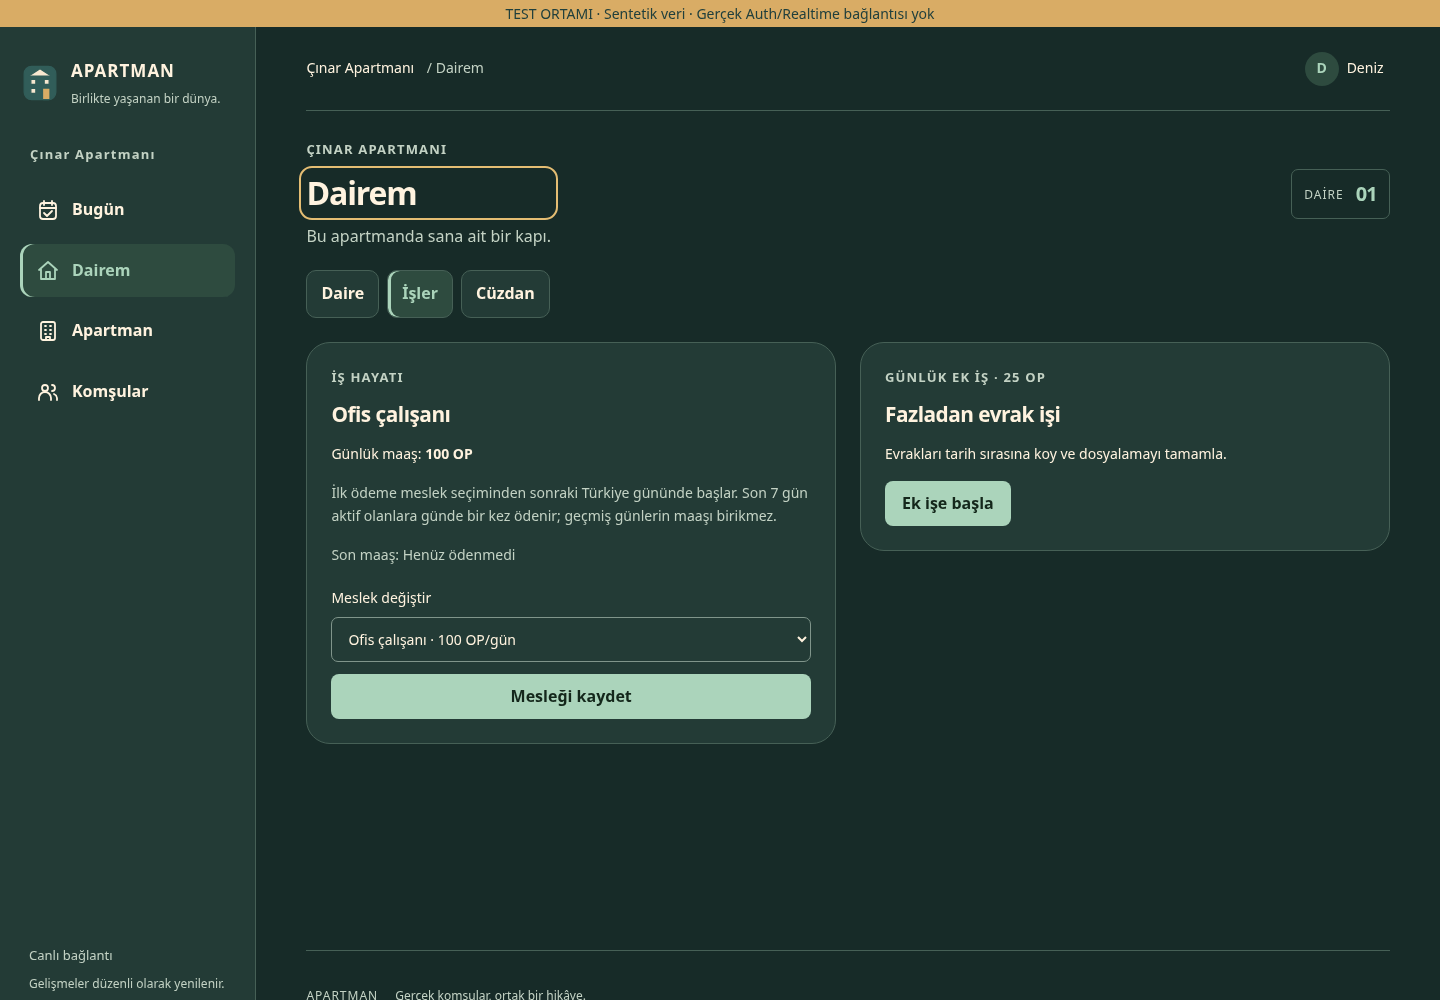 TEST ORTAMI · Sentetik veri · Gerçek Auth/Realtime bağlantısı yok
APARTMAN
Birlikte yaşanan bir dünya.
Çınar Apartmanı
Bugün
Dairem
Apartman
Komşular
Canlı bağlantı
Gelişmeler düzenli olarak yenilenir.
Çınar Apartmanı / Dairem
D Deniz
ÇINAR APARTMANI
Dairem
Bu apartmanda sana ait bir kapı.
DAİRE 01
Daire İşler Cüzdan
İŞ HAYATI
Ofis çalışanı
Günlük maaş: 100 OP
İlk ödeme meslek seçiminden sonraki Türkiye gününde başlar. Son 7 gün
aktif olanlara günde bir kez ödenir; geçmiş günlerin maaşı birikmez.
Son maaş: Henüz ödenmedi
Meslek değiştir
Ofis çalışanı · 100 OP/gün
Mesleği kaydet
GÜNLÜK EK İŞ · 25 OP
Fazladan evrak işi
Evrakları tarih sırasına koy ve dosyalamayı tamamla.
Ek işe başla
APARTMAN Gerçek komşular, ortak bir hikâye.